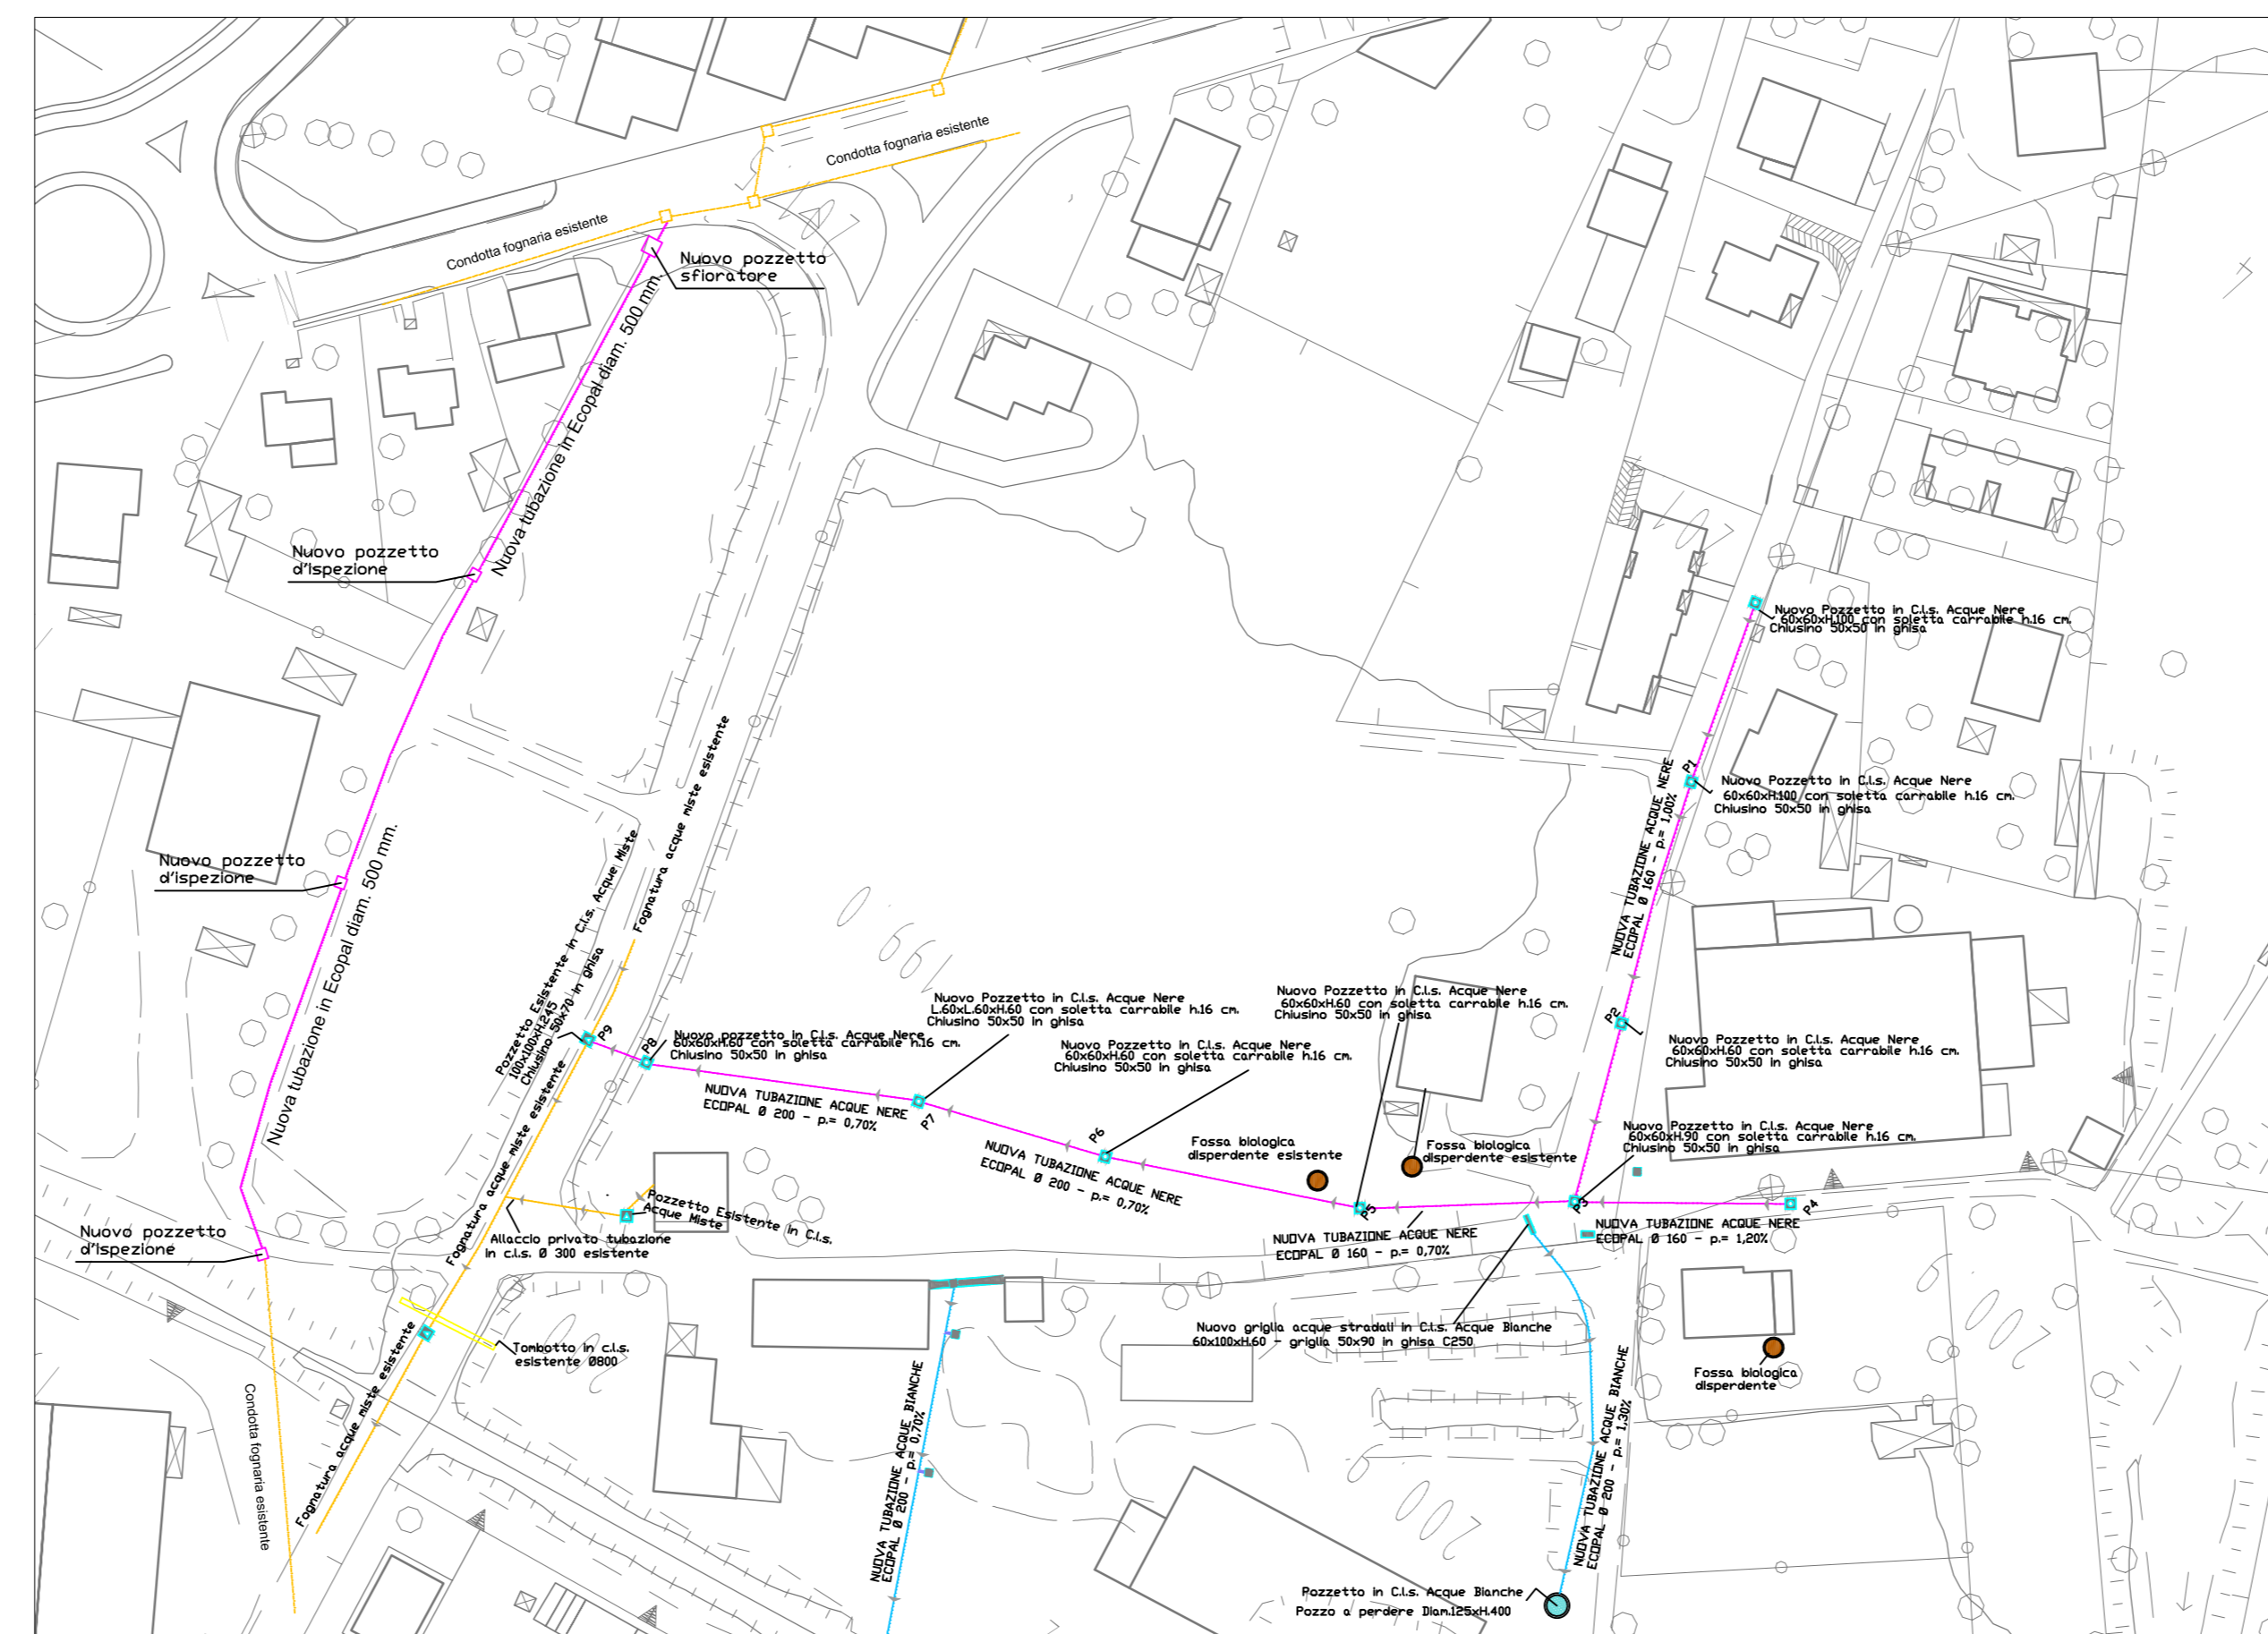 Condotta fognaria esistente
Condotta fognaria esistente
Nuovo pozzetto
sfioratore
Nuova tubazione in Ecopal diam. 500 mm.
Nuovo pozzetto
d'ispezione
Nuovo Pozzetto in C.l.s. Acque Nere
60x60xH.100 con soletta carrabile h.16 cm.
Chiusino 50x50 in ghisa
P1
Nuovo Pozzetto in C.l.s. Acque Nere
60x60xH.100 con soletta carrabile h.16 cm.
Chiusino 50x50 in ghisa
NUOVA TUBAZIONE ACQUE NERE
ECOPAL Ø 160 - p.= 1,00%
Fognatura acque miste esistente
Nuovo pozzetto
d'ispezione
Nuova tubazione in Ecopal diam. 500 mm.
Pozzetto Esistente in C.l.s. Acque Miste
100x100xH.245
Chiusino 50x70 in ghisa
P9
P8
Nuovo pozzetto in C.l.s. Acque Nere
60x60xH.60 con soletta carrabile h.16 cm.
Chiusino 50x50 in ghisa
199.
Nuovo Pozzetto in C.l.s. Acque Nere
L.60xL.60xH.60 con soletta carrabile h.16 cm.
Chiusino 50x50 in ghisa
Nuovo Pozzetto in C.l.s. Acque Nere
60x60xH.60 con soletta carrabile h.16 cm.
Chiusino 50x50 in ghisa
Nuovo Pozzetto in C.l.s. Acque Nere
60x60xH.60 con soletta carrabile h.16 cm.
Chiusino 50x50 in ghisa
P2
Nuovo Pozzetto in C.l.s. Acque Nere
60x60xH.60 con soletta carrabile h.16 cm.
Chiusino 50x50 in ghisa
NUOVA TUBAZIONE ACQUE NERE
ECOPAL Ø 200 - p.= 0,70%
P7
P6
NUOVA TUBAZIONE ACQUE NERE
ECOPAL Ø 200 - p.= 0,70%
Fossa biologica
disperdente esistente
Fossa biologica
disperdente esistente
Nuovo Pozzetto in C.l.s. Acque Nere
60x60xH.90 con soletta carrabile h.16 cm.
Chiusino 50x50 in ghisa
P5
P3
P4
NUOVA TUBAZIONE ACQUE NERE
ECOPAL Ø 160 - p.= 0,70%
NUOVA TUBAZIONE ACQUE NERE
ECOPAL Ø 160 - p.= 1,20%
Fognatura acque miste esistente
Pozzetto Esistente in C.l.s.
Acque Miste
Allaccio privato tubazione
in c.l.s. Ø 300 esistente
Nuovo pozzetto
d'ispezione
Tombotto in c.l.s.
esistente Ø800
Nuovo griglia acque stradali in C.l.s. Acque Bianche
60x100xH.60 - griglia 50x90 in ghisa C250
Fossa biologica
disperdente
Condotta fognaria esistente
Fognatura acque miste esistente
NUOVA TUBAZIONE ACQUE BIANCHE
ECOPAL Ø 200 - p.= 0,70%
200
NUOVA TUBAZIONE ACQUE BIANCHE
ECOPAL Ø 200 - p.= 1,30%
Pozzetto in C.l.s. Acque Bianche
Pozzo a perdere Diam.125xH.400